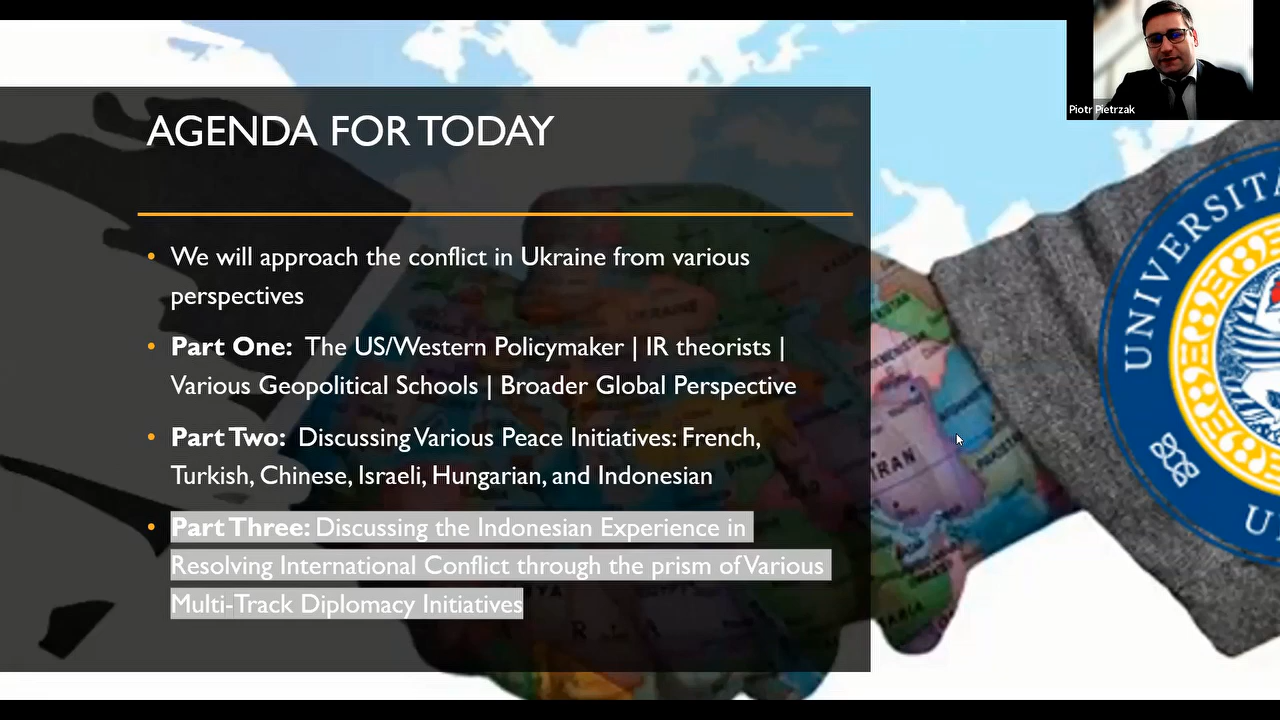 Piotr Pietrzak
AGENDA FOR TODAY
• We will approach the conflict in Ukraine from various
perspectives
• Part One: The US/Western Policymaker | IR theorists |
Various Geopolitical Schools | Broader Global Perspective
• Part Two: Discussing Various Peace Initiatives: French,
Turkish, Chinese, Israeli, Hungarian, and Indonesian
• Part Three: Discussing the Indonesian Experience in
Resolving International Conflict through the prism of Various
Multi-Track Diplomacy Initiatives
UKRAINE
IRAN
PAKISTAN
UNIVERSITA
U